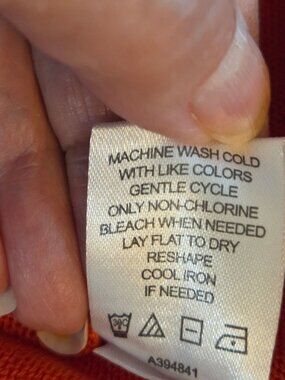 MACHINE WASH COLD
WITH LIKE COLORS
GENTLE CYCLE
ONLY NON-CHLORINE
BLEACH WHEN NEEDED
LAY FLAT TO DRY
RESHAPE
COOL IRON
IF NEEDED
A394841